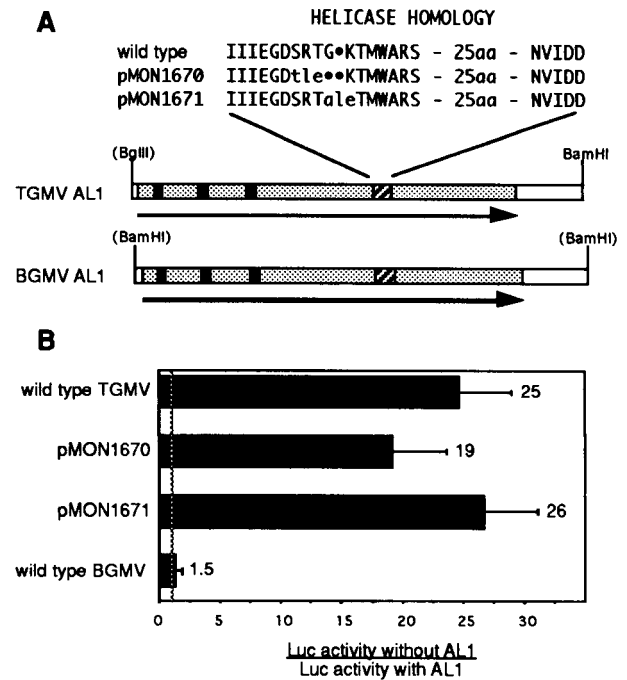 A
HELICASE HOMOLOGY
wild type IIIEGDSRTG•KTMWARS - 25aa - NVIDD
pMON1670 IIIEGDtle••KTMWARS - 25aa - NVIDD
pMON1671 IIIEGDSRTaleTMWARS - 25aa - NVIDD
(BglII) BamHI
TGMV AL1
(BamHI) (BamHI)
BGMV AL1
B
wild type TGMV 25
pMON1670 19
pMON1671 26
wild type BGMV 1.5
0 5 10 15 20 25 30
Luc activity without AL1
Luc activity with AL1